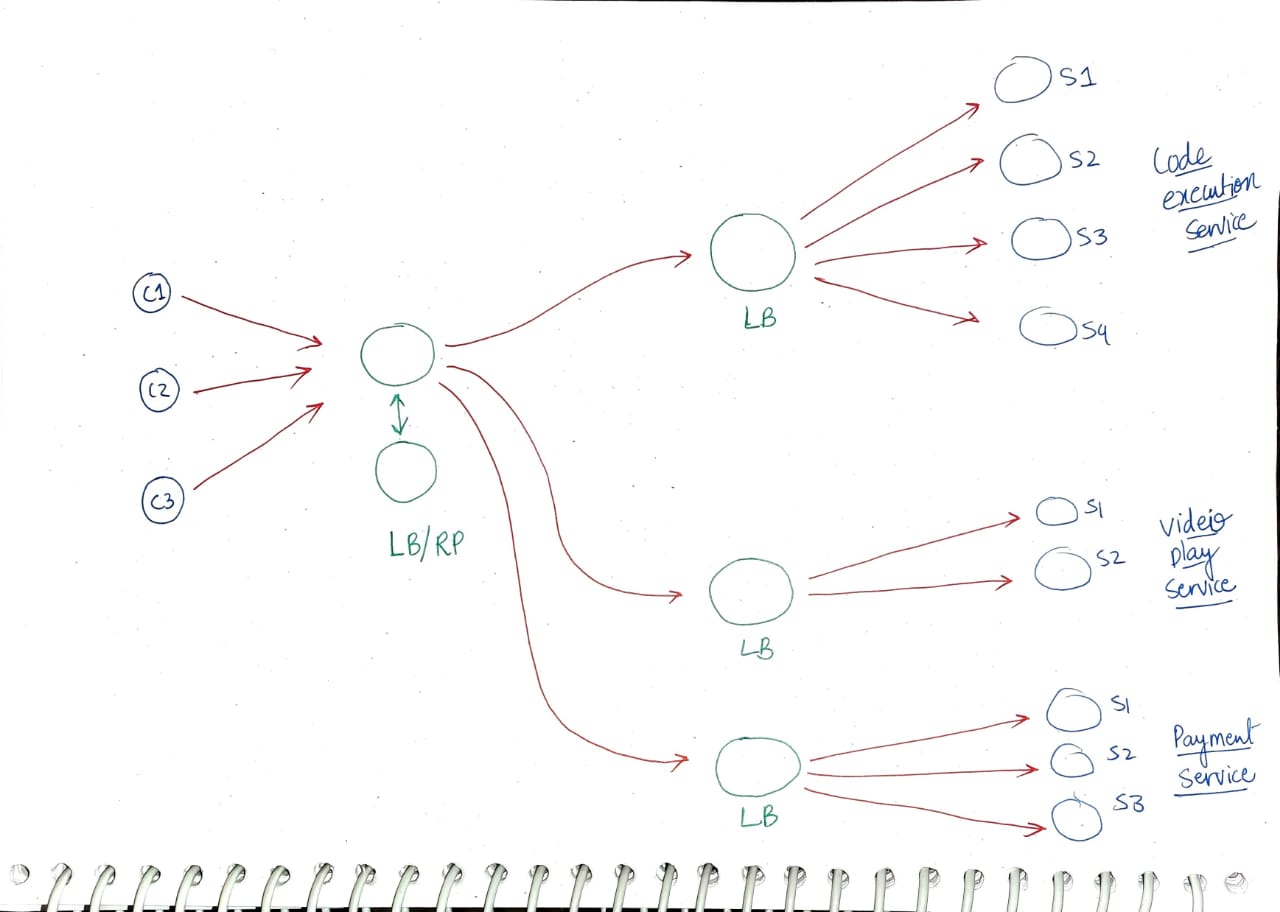 C1
C2
C3
LB/RP
LB
S1
S2
S3
S4
Code
execution
Service
LB
S1
S2
Video
play
Service
LB
S1
S2
S3
Payment
Service